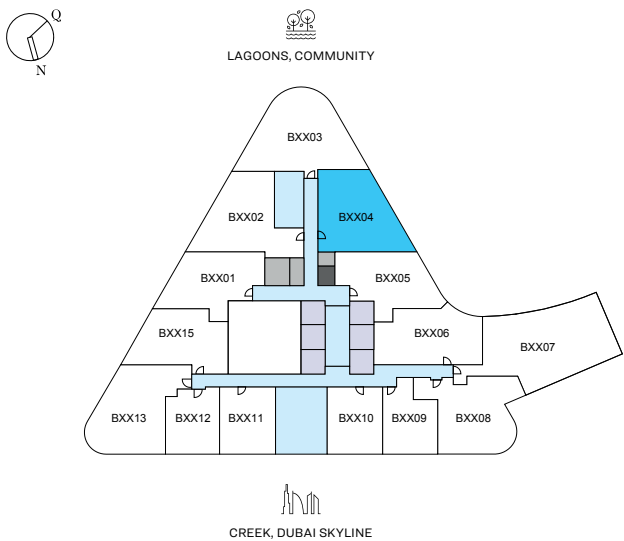 Q
N
LAGOONS, COMMUNITY
BXX03
BXX02
BXX04
BXX01
BXX05
BXX15
BXX06
BXX07
BXX13
BXX12
BXX11
BXX10
BXX09
BXX08
CREEK, DUBAI SKYLINE